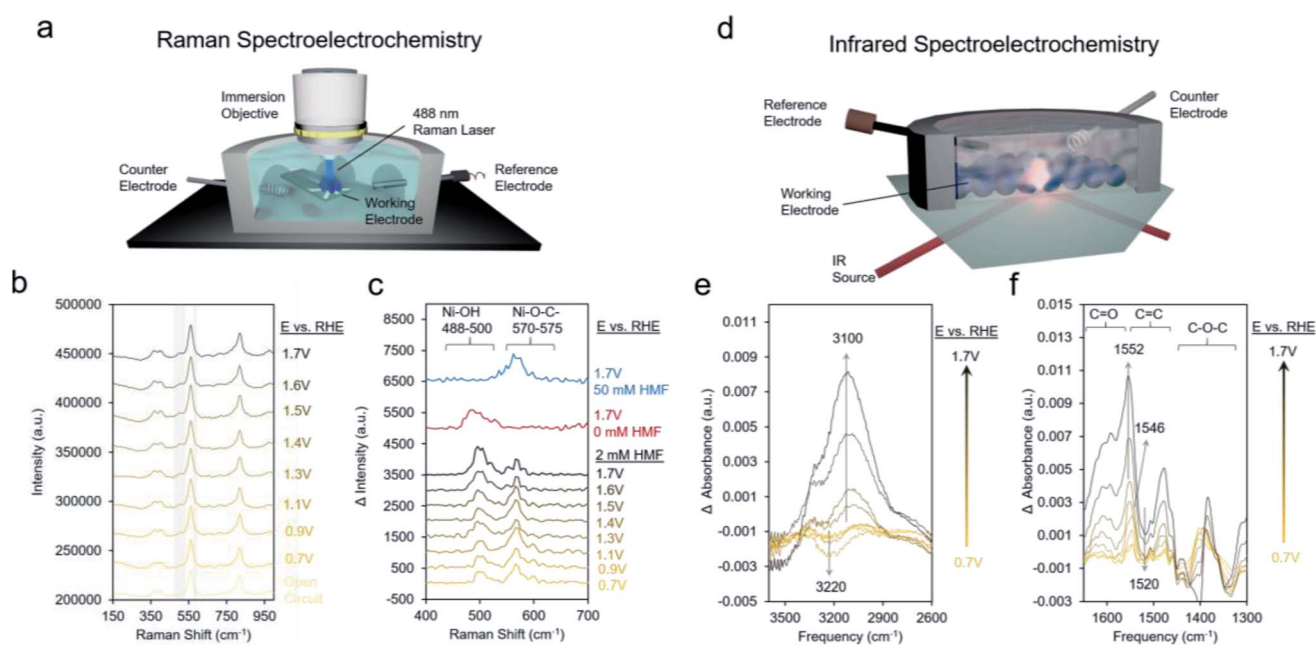 a
Raman Spectroelectrochemistry
Immersion
Objective
488 nm
Raman Laser
Counter
Electrode
Reference
Electrode
Working
Electrode
d
Infrared Spectroelectrochemistry
Reference
Electrode
Counter
Electrode
Working
Electrode
IR
Source
b
500000
450000
400000
350000
300000
250000
200000
Intensity (a.u.)
150 350 550 750 950
Raman Shift (cm-1)
E vs. RHE
1.7V
1.6V
1.5V
1.4V
1.3V
1.1V
0.9V
0.7V
Open
Circuit
c
8500
7500
6500
5500
4500
3500
2500
1500
500
-500
Δ Intensity (a.u.)
400 500 600 700
Raman Shift (cm-1)
Ni-OH
488-500
Ni-O-C-
570-575
E vs. RHE
1.7V
50 mM HMF
1.7V
0 mM HMF
2 mM HMF
1.7V
1.6V
1.5V
1.4V
1.3V
1.1V
0.9V
0.7V
e
0.011
0.009
0.007
0.005
0.003
0.001
-0.001
-0.003
-0.005
Δ Absorbance (a.u.)
3500 3200 2900 2600
Frequency (cm-1)
3100
3220
E vs. RHE
1.7V
0.7V
f
0.015
0.013
0.011
0.009
0.007
0.005
0.003
0.001
-0.001
-0.003
Δ Absorbance (a.u.)
1600 1500 1400 1300
Frequency (cm-1)
C=O
C=C
C-O-C
1552
1546
1520
E vs. RHE
1.7V
0.7V